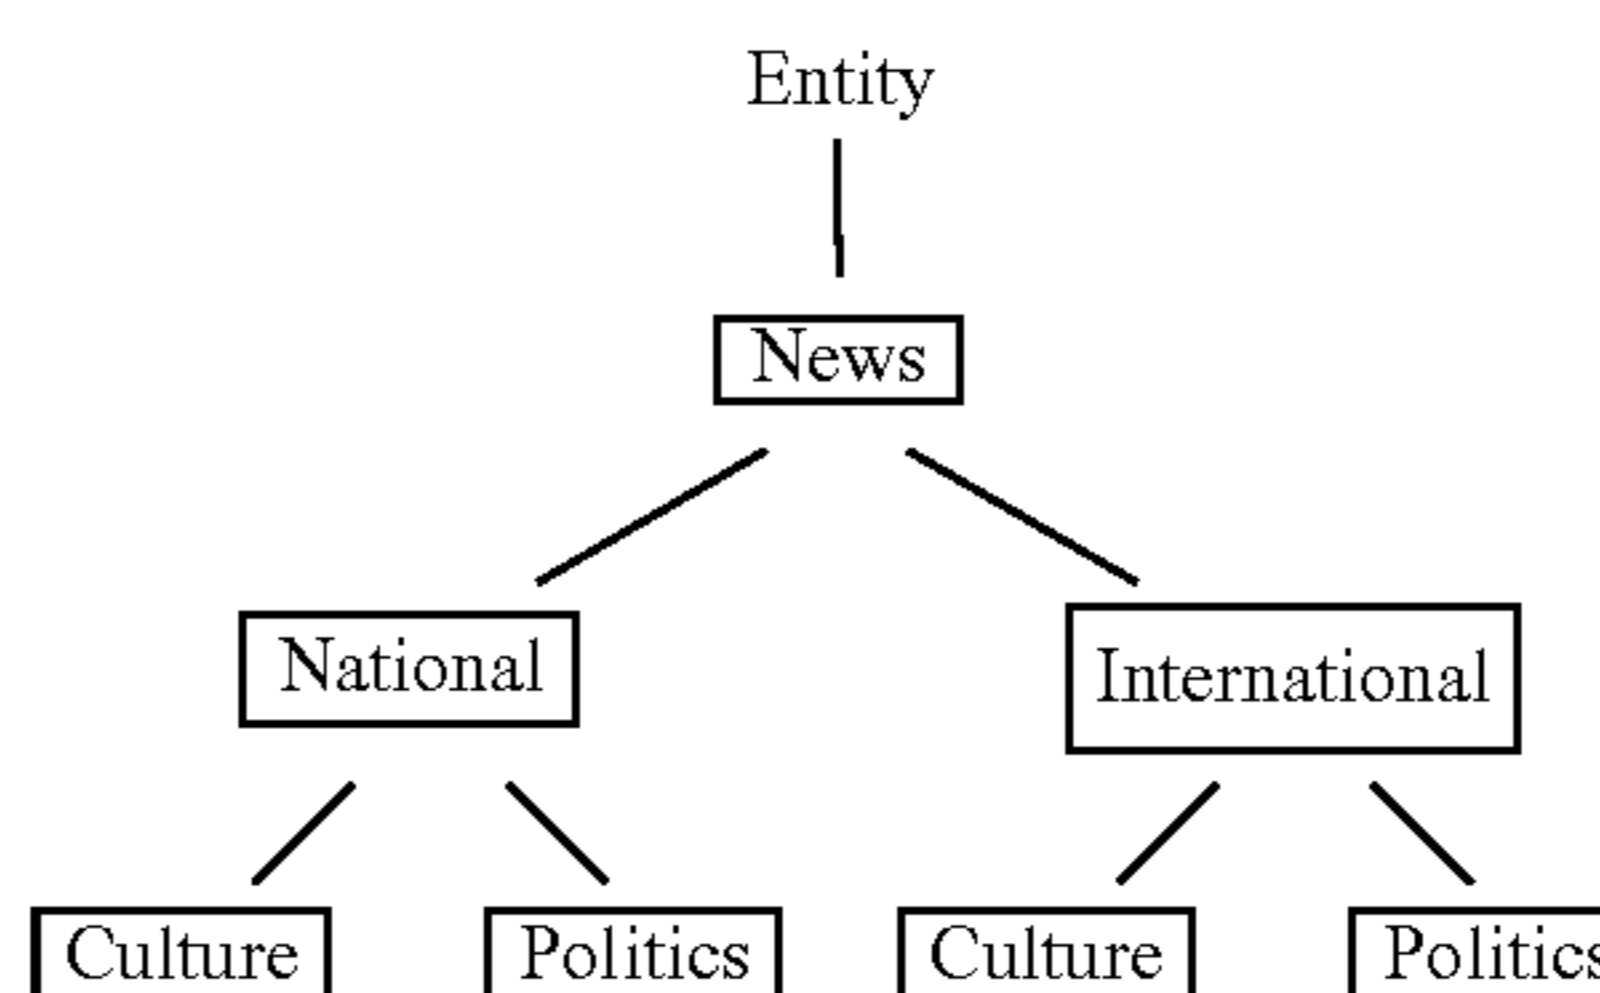 Entity
News
National
International
Culture
Politics
Culture
Politics